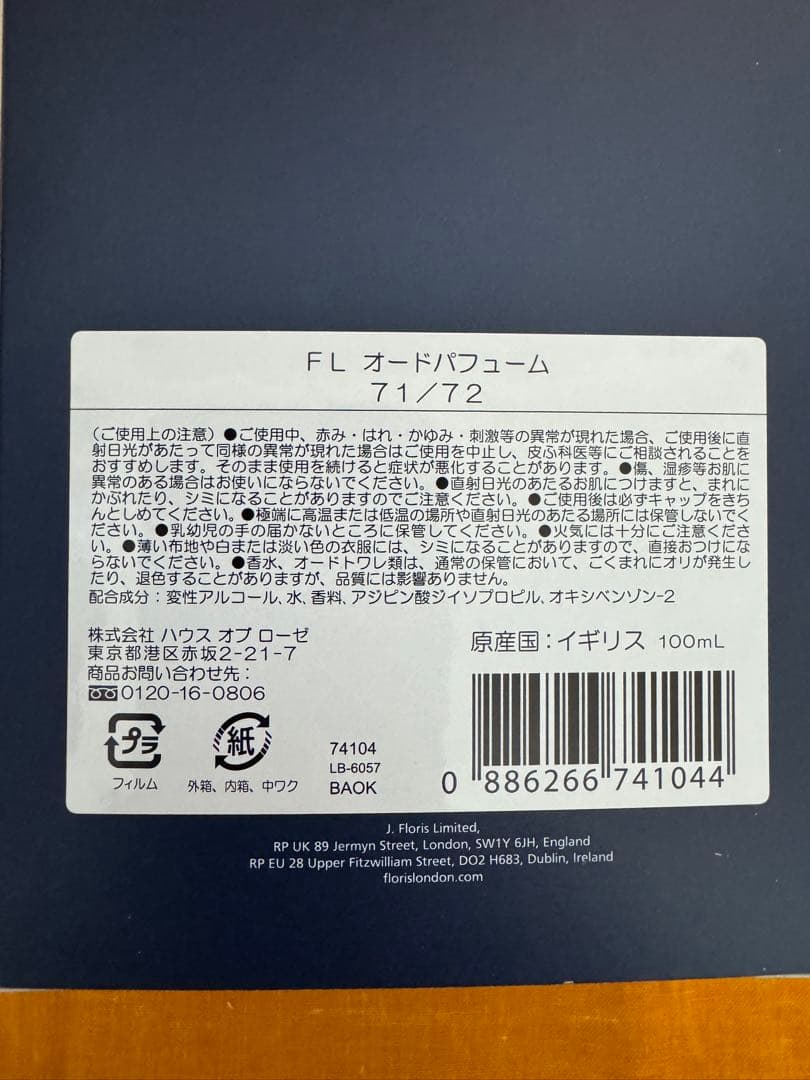 FL オードパフューム
71/72
(ご使用上の注意)●ご使用中、赤み・はれ・かゆみ・刺激等の異常が現れた場合、ご使用後に直
射日光があたって同様の異常が現れた場合はご使用を中止し、皮ふ科医等にご相談されることを
おすすめします。そのまま使用を続けると症状が悪化することがあります。●傷、湿疹等お肌に
異常のある場合はお使いにならないでください。●直射日光のあたるお肌につけますと、まれに
かぶれたり、シミになることがありますのでご注意ください。●ご使用後は必ずキャップをきち
んとしめてください。●極端に高温または低温の場所や直射日光のあたる場所には保管しないでく
ださい。●乳幼児の手の届かないところに保管してください。●火気には十分にご注意くださ
い。●薄い布地や白または淡い色の衣服には、シミになることがありますので、直接おつけにな
らないでください。●香水、オードトワレ類は、通常の保管において、ごくまれにオリが発生し
たり、退色することがありますが、品質には影響ありません。
配合成分:変性アルコール、水、香料、アジピン酸ジイソプロピル、オキシベンゾン-2
株式会社 ハウス オブ ローゼ
東京都港区赤坂2-21-7
商品お問い合わせ先:
0120-16-0806
原産国:イギリス 100mL
プラ
フィルム
紙
外箱、内箱、中ワク
74104
LB-6057
BAOK
0 886266 741044
J. Floris Limited,
RP UK 89 Jermyn Street, London, SW1Y 6JH, England
RP EU 28 Upper Fitzwilliam Street, DO2 H683, Dublin, Ireland
florislondon.com